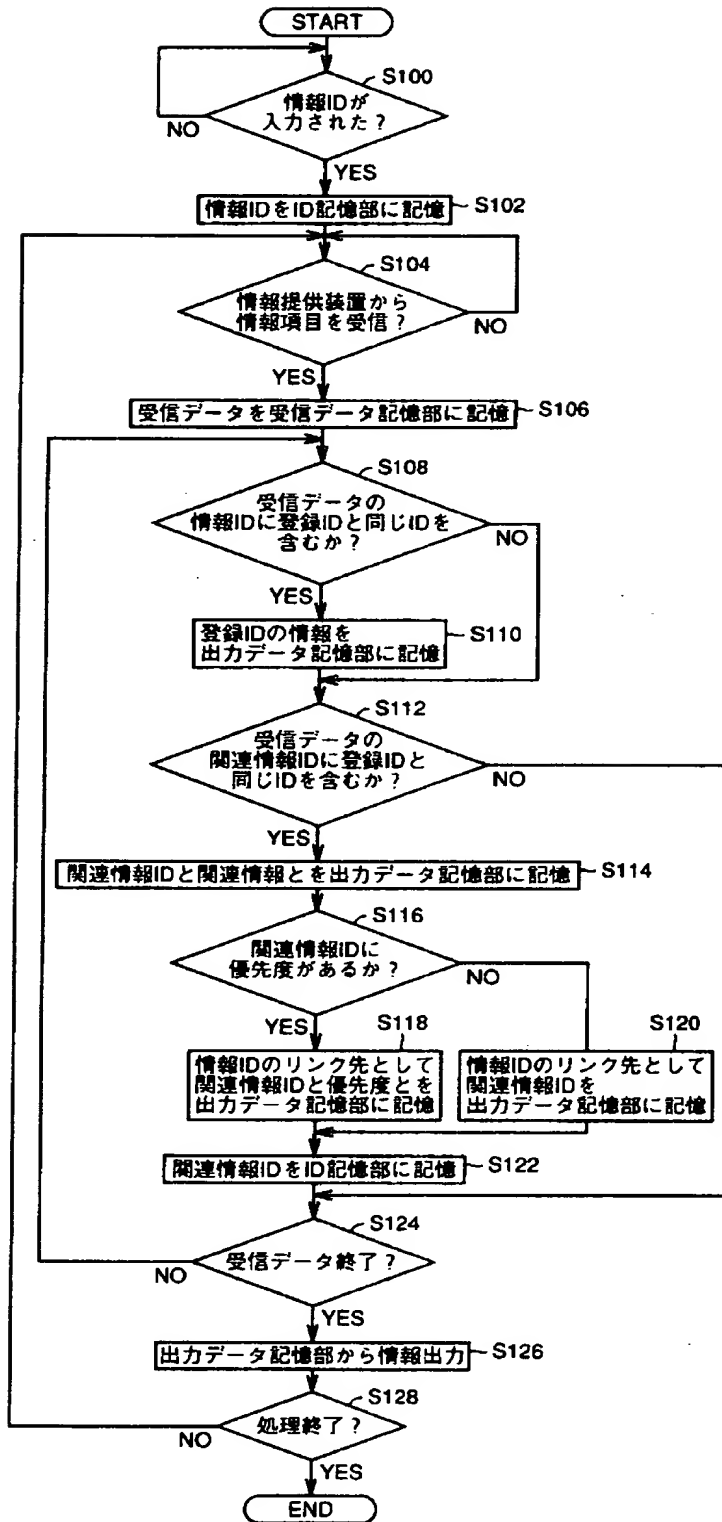 START
S100
情報IDが
入力された?
NO
YES
情報IDをID記憶部に記憶
S102
S104
情報提供装置から
情報項目を受信?
NO
YES
受信データを受信データ記憶部に記憶
S106
S108
受信データの
情報IDに登録IDと同じIDを
含むか?
NO
YES
登録IDの情報を
出力データ記憶部に記憶
S110
S112
受信データの
関連情報IDに登録IDと
同じIDを含むか?
NO
YES
関連情報IDと関連情報とを出力データ記憶部に記憶
S114
S116
関連情報IDに
優先度があるか?
NO
YES
S118
情報IDのリンク先として
関連情報IDと優先度とを
出力データ記憶部に記憶
S120
情報IDのリンク先として
関連情報IDを
出力データ記憶部に記憶
関連情報IDをID記憶部に記憶
S122
S124
受信データ終了?
NO
YES
出力データ記憶部から情報出力
S126
S128
処理終了?
NO
YES
END